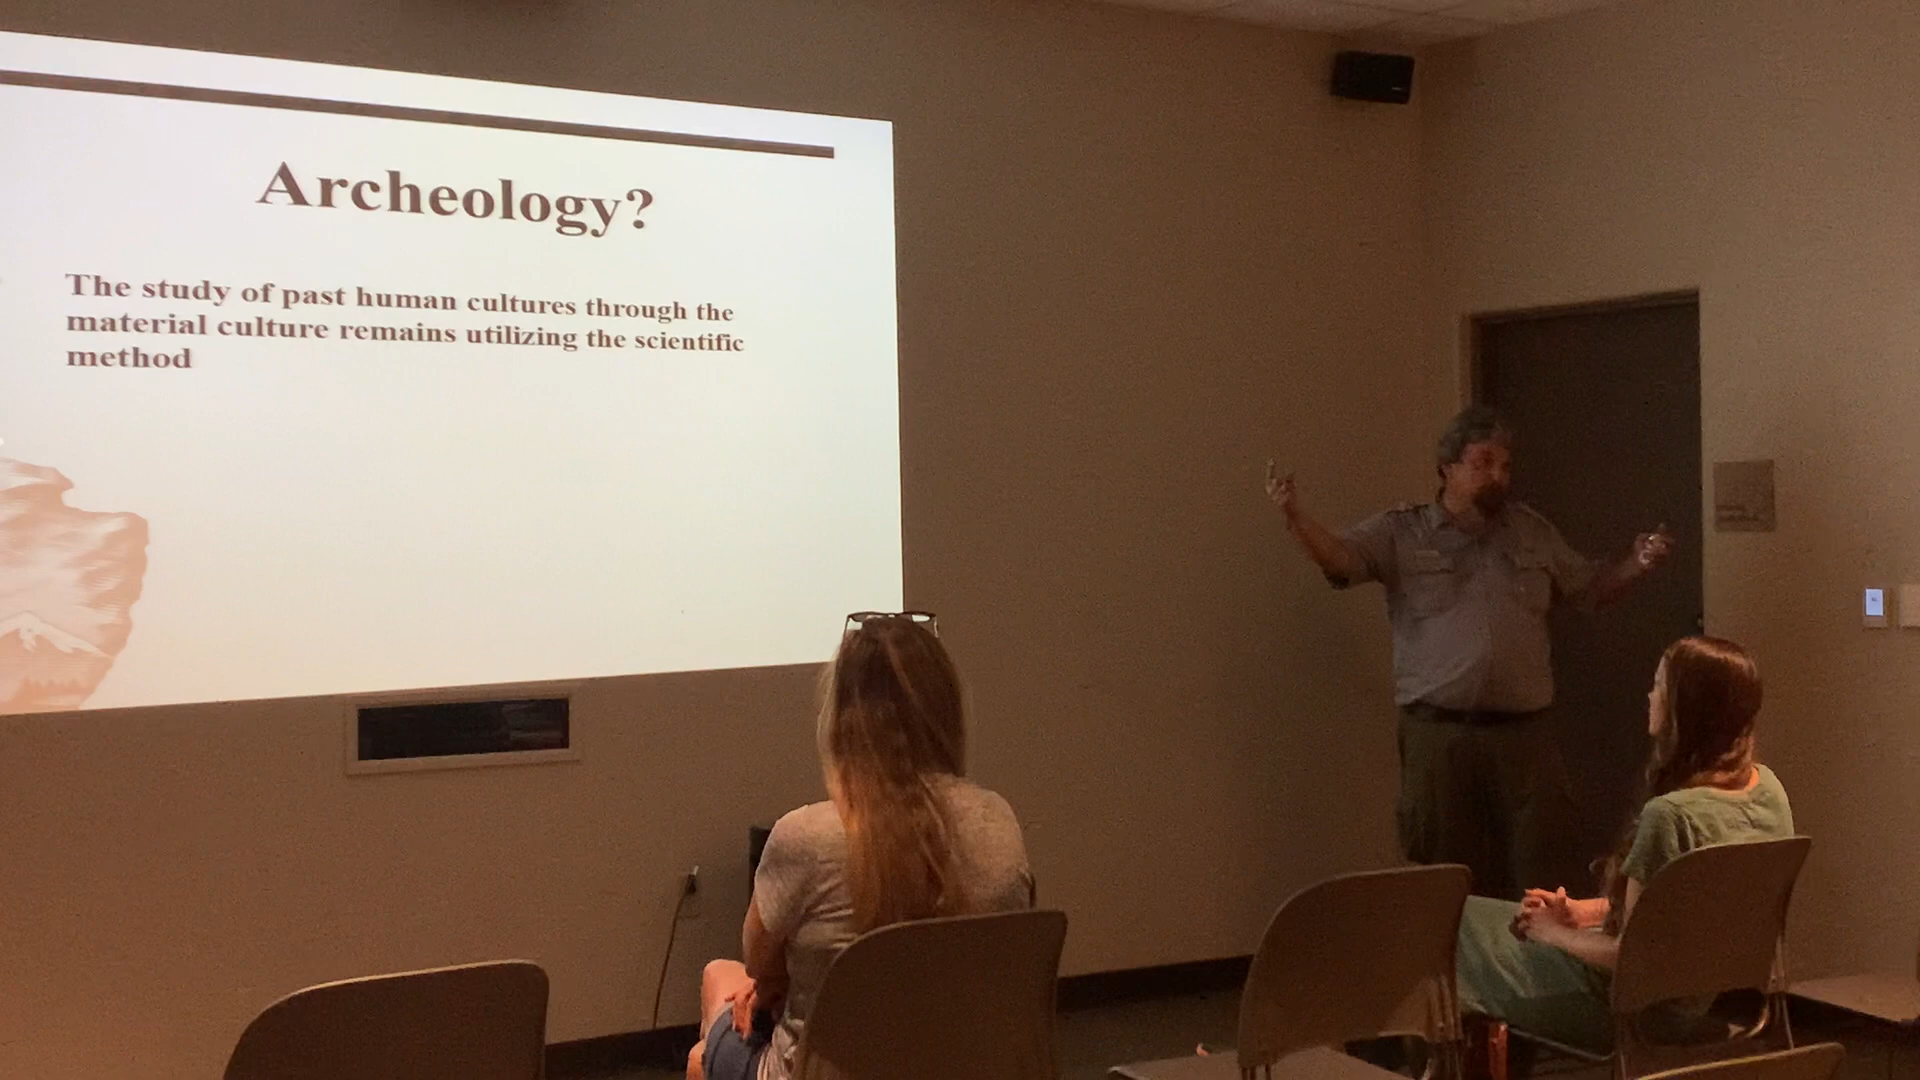 Archeology?
The study of past human cultures through the
material culture remains utilizing the scientific
method